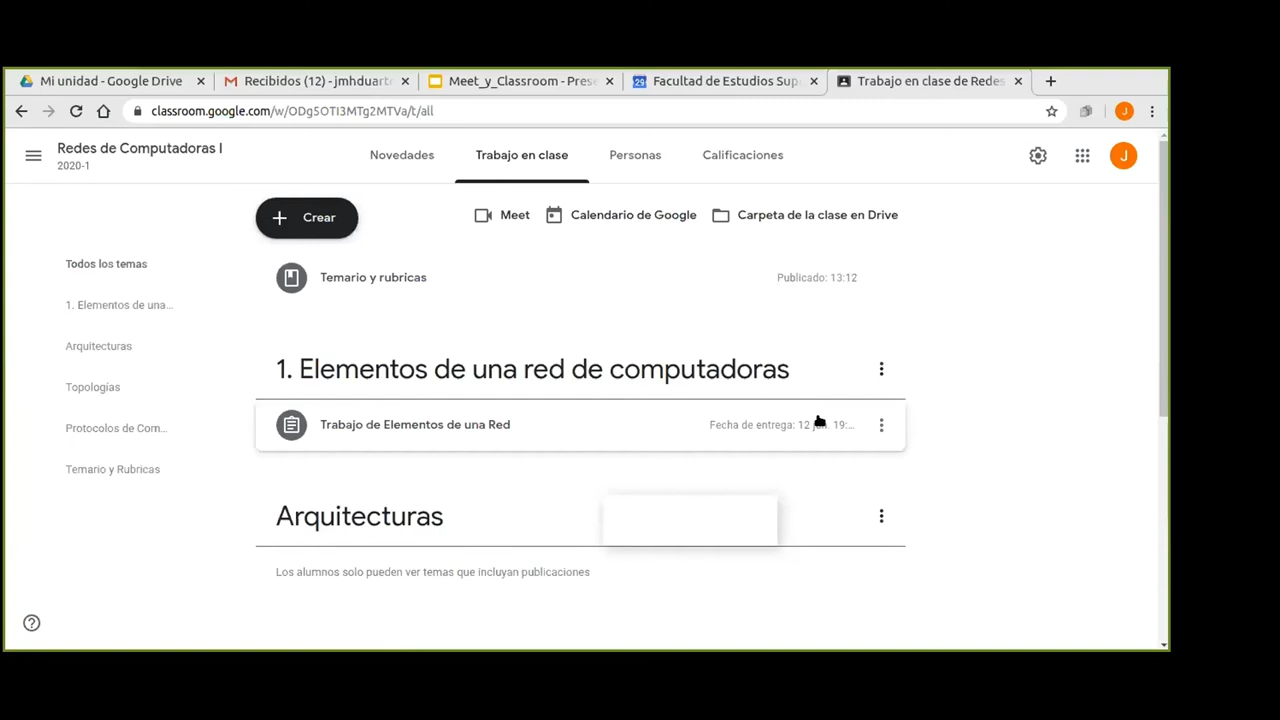 Mi unidad - Google Drive
Recibidos (12) - jmhduart
Meet_y_Classroom - Prese
29
Facultad de Estudios Sup
Trabajo en clase de Redes
classroom.google.com/w/ODg5OTI3MTg2MTVa/t/all
J
Redes de Computadoras I
2020-1
Novedades
Trabajo en clase
Personas
Calificaciones
J
Crear
Meet
Calendario de Google
Carpeta de la clase en Drive
Todos los temas
1. Elementos de una...
Arquitecturas
Topologías
Protocolos de Com...
Temario y Rubricas
Temario y rubricas
Publicado: 13:12
1. Elementos de una red de computadoras
Trabajo de Elementos de una Red
Fecha de entrega: 12 19:...
Arquitecturas
Los alumnos solo pueden ver temas que incluyan publicaciones